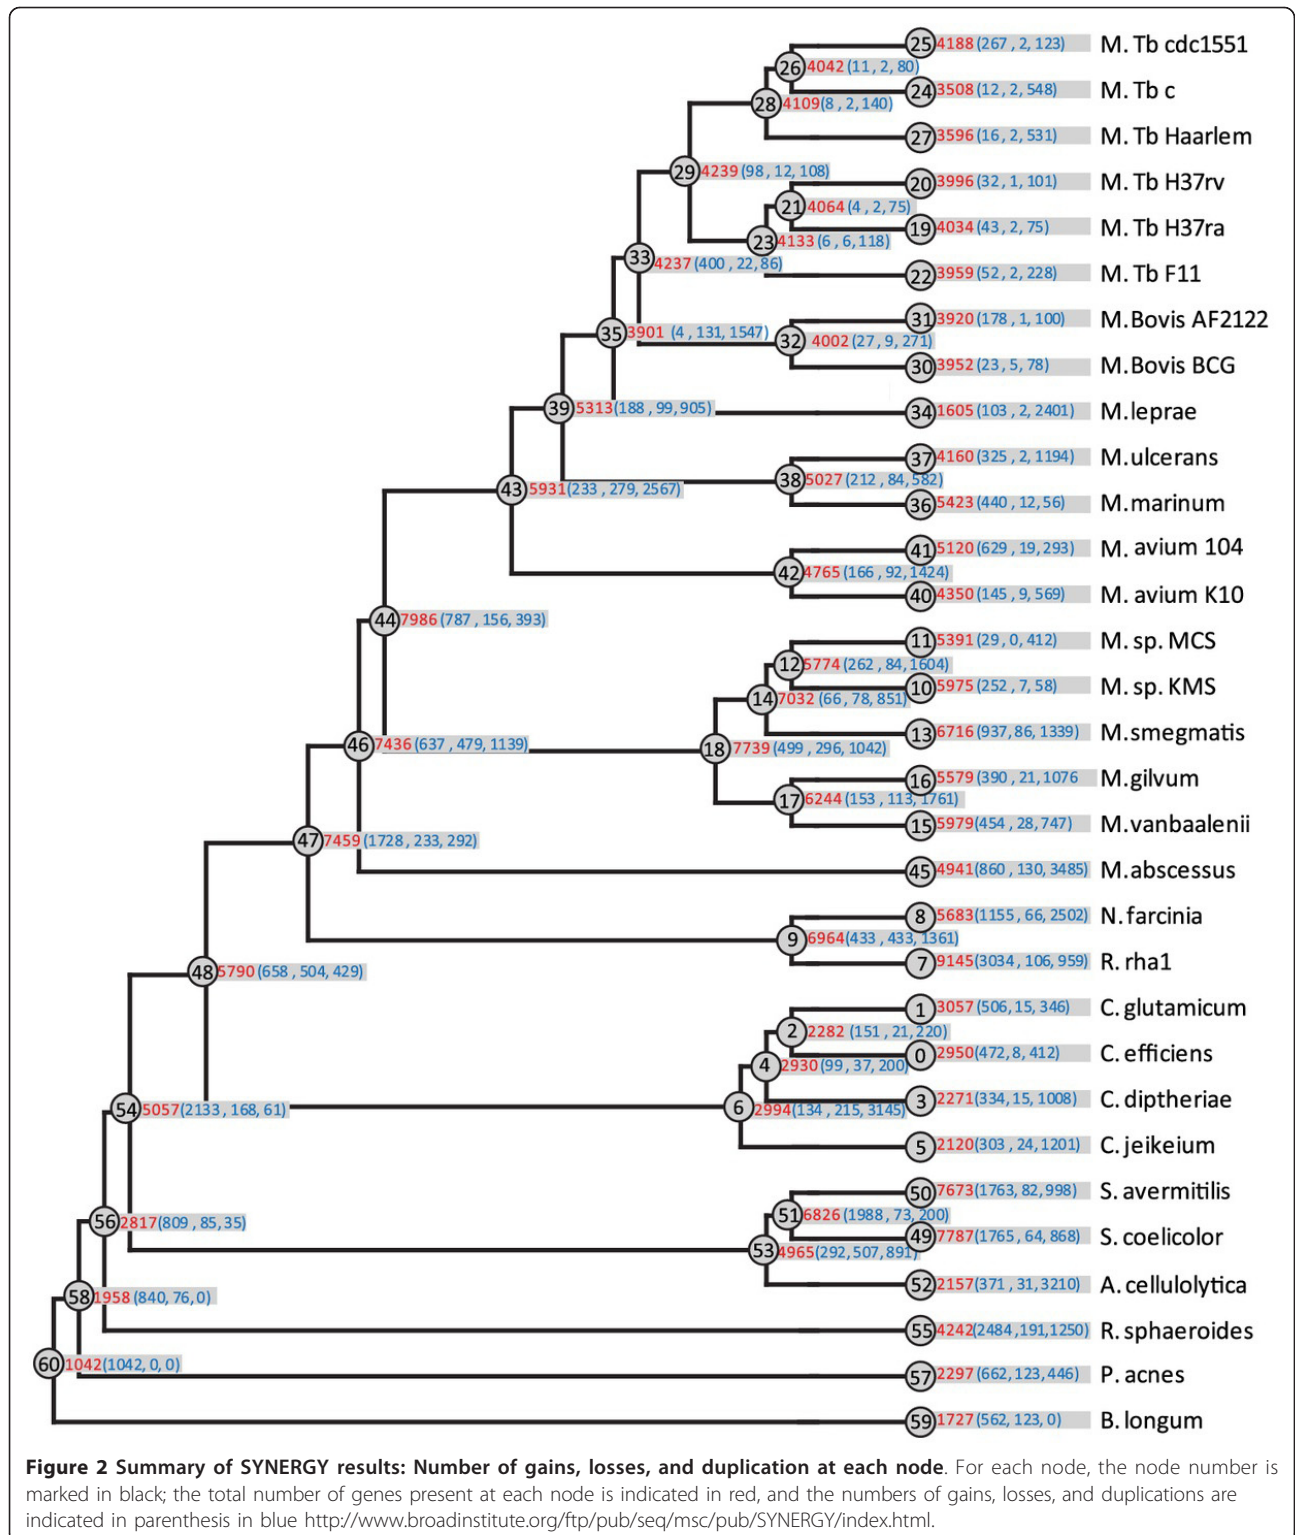 25 4188 (267, 2, 123) M. Tb cdc1551
26 4042 (11, 2, 80)
24 3508 (12, 2, 548) M. Tb c
28 4109 (8, 2, 140)
27 3596 (16, 2, 531) M. Tb Haarlem
29 4239 (98, 12, 108)
20 3996 (32, 1, 101) M. Tb H37rv
21 4064 (4, 2, 75)
19 4034 (43, 2, 75) M. Tb H37ra
23 4133 (6, 6, 118)
33 4237 (400, 22, 86)
22 3959 (52, 2, 228) M. Tb F11
31 3920 (178, 1, 100) M.Bovis AF2122
35 3901 (4, 131, 1547)
32 4002 (27, 9, 271)
30 3952 (23, 5, 78) M.Bovis BCG
39 5313 (188, 99, 905)
34 1605 (103, 2, 2401) M.leprae
37 4160 (325, 2, 1194) M.ulcerans
38 5027 (212, 84, 582)
43 5931 (233, 279, 2567)
36 5423 (440, 12, 56) M.marinum
41 5120 (629, 19, 293) M. avium 104
42 4765 (166, 92, 1424)
40 4350 (145, 9, 569) M. avium K10
44 7986 (787, 156, 393)
11 5391 (29, 0, 412) M. sp. MCS
12 5774 (262, 84, 1604)
10 5975 (252, 7, 58) M. sp. KMS
14 7032 (66, 78, 851)
13 6716 (937, 86, 1339) M.smegmatis
46 7436 (637, 479, 1139)
18 7739 (499, 296, 1042)
16 5579 (390, 21, 1076 M.gilvum
17 6244 (153, 113, 1761)
15 5979 (454, 28, 747) M.vanbaalenii
47 7459 (1728, 233, 292)
45 4941 (860, 130, 3485) M.abscessus
8 5683 (1155, 66, 2502) N. farcinia
9 6964 (433, 433, 1361)
7 9145 (3034, 106, 959) R. rha1
48 5790 (658, 504, 429)
1 3057 (506, 15, 346) C. glutamicum
2 2282 (151, 21, 220)
0 2950 (472, 8, 412) C. efficiens
4 2930 (99, 37, 200)
3 2271 (334, 15, 1008) C. diptheriae
54 5057 (2133, 168, 61)
6 2994 (134, 215, 3145)
5 2120 (303, 24, 1201) C. jeikeium
50 7673 (1763, 82, 998) S. avermitilis
51 6826 (1988, 73, 200)
56 2817 (809, 85, 35)
49 7787 (1765, 64, 868) S. coelicolor
53 4965 (292, 507, 891)
52 2157 (371, 31, 3210) A. cellulolytica
58 1958 (840, 76, 0)
55 4242 (2484, 191, 1250) R. sphaeroides
60 1042 (1042, 0, 0)
57 2297 (662, 123, 446) P. acnes
59 1727 (562, 123, 0) B. longum
Figure 2 Summary of SYNERGY results: Number of gains, losses, and duplication at each node. For each node, the node number is
marked in black; the total number of genes present at each node is indicated in red, and the numbers of gains, losses, and duplications are
indicated in parenthesis in blue http://www.broadinstitute.org/ftp/pub/seq/msc/pub/SYNERGY/index.html.